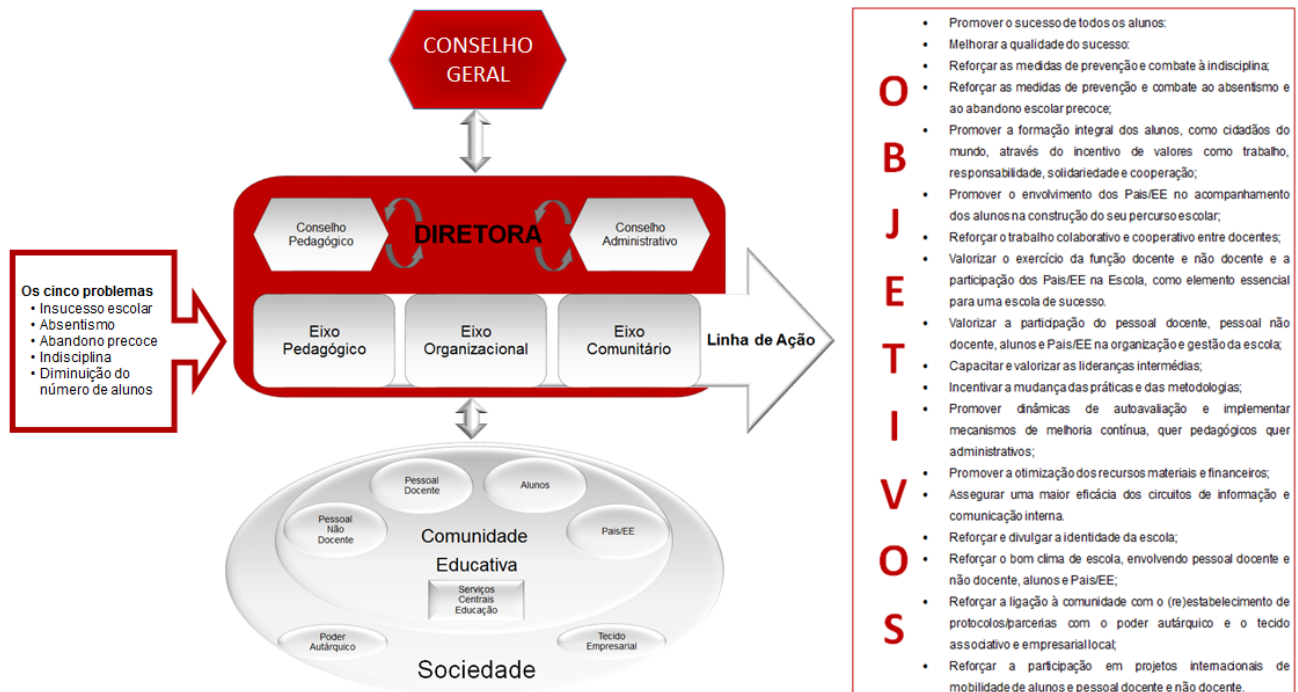 CONSELHO
GERAL
Conselho
Pedagógico
DIRETORA
Conselho
Administrativo
Os cinco problemas
• Insucesso escolar
• Absentismo
• Abandono precoce
• Indisciplina
• Diminuição do
número de alunos
Eixo
Pedagógico
Eixo
Organizacional
Eixo
Comunitário
Linha de Ação
Pessoal
Docente
Alunos
Pessoal
Não
Docente
Pais/EE
Comunidade
Educativa
Serviços
Centrais
Educação
Poder
Autárquico
Tecido
Empresarial
Sociedade
OBJETIVOS
• Promover o sucesso de todos os alunos:
• Melhorar a qualidade do sucesso:
• Reforçar as medidas de prevenção e combate à indisciplina;
• Reforçar as medidas de prevenção e combate ao absentismo e
ao abandono escolar precoce;
• Promover a formação integral dos alunos, como cidadãos do
mundo, através do incentivo de valores como trabalho,
responsabilidade, solidariedade e cooperação;
• Promover o envolvimento dos Pais/EE no acompanhamento
dos alunos na construção do seu percurso escolar;
• Reforçar o trabalho colaborativo e cooperativo entre docentes;
• Valorizar o exercício da função docente e não docente e a
participação dos Pais/EE na Escola, como elemento essencial
para uma escola de sucesso.
• Valorizar a participação do pessoal docente, pessoal não
docente, alunos e Pais/EE na organização e gestão da escola;
• Capacitar e valorizar as lideranças intermédias;
• Incentivar a mudança das práticas e das metodologias;
• Promover dinâmicas de autoavaliação e implementar
mecanismos de melhoria contínua, quer pedagógicos quer
administrativos;
• Promover a otimização dos recursos materiais e financeiros;
• Assegurar uma maior eficácia dos circuitos de informação e
comunicação interna.
• Reforçar e divulgar a identidade da escola;
• Reforçar o bom clima de escola, envolvendo pessoal docente e
não docente, alunos e Pais/EE;
• Reforçar a ligação à comunidade com o (re)estabelecimento de
protocolos/parcerias com o poder autárquico e o tecido
associativo e empresarial local;
• Reforçar a participação em projetos internacionais de
mobilidade de alunos e pessoal docente e não docente.